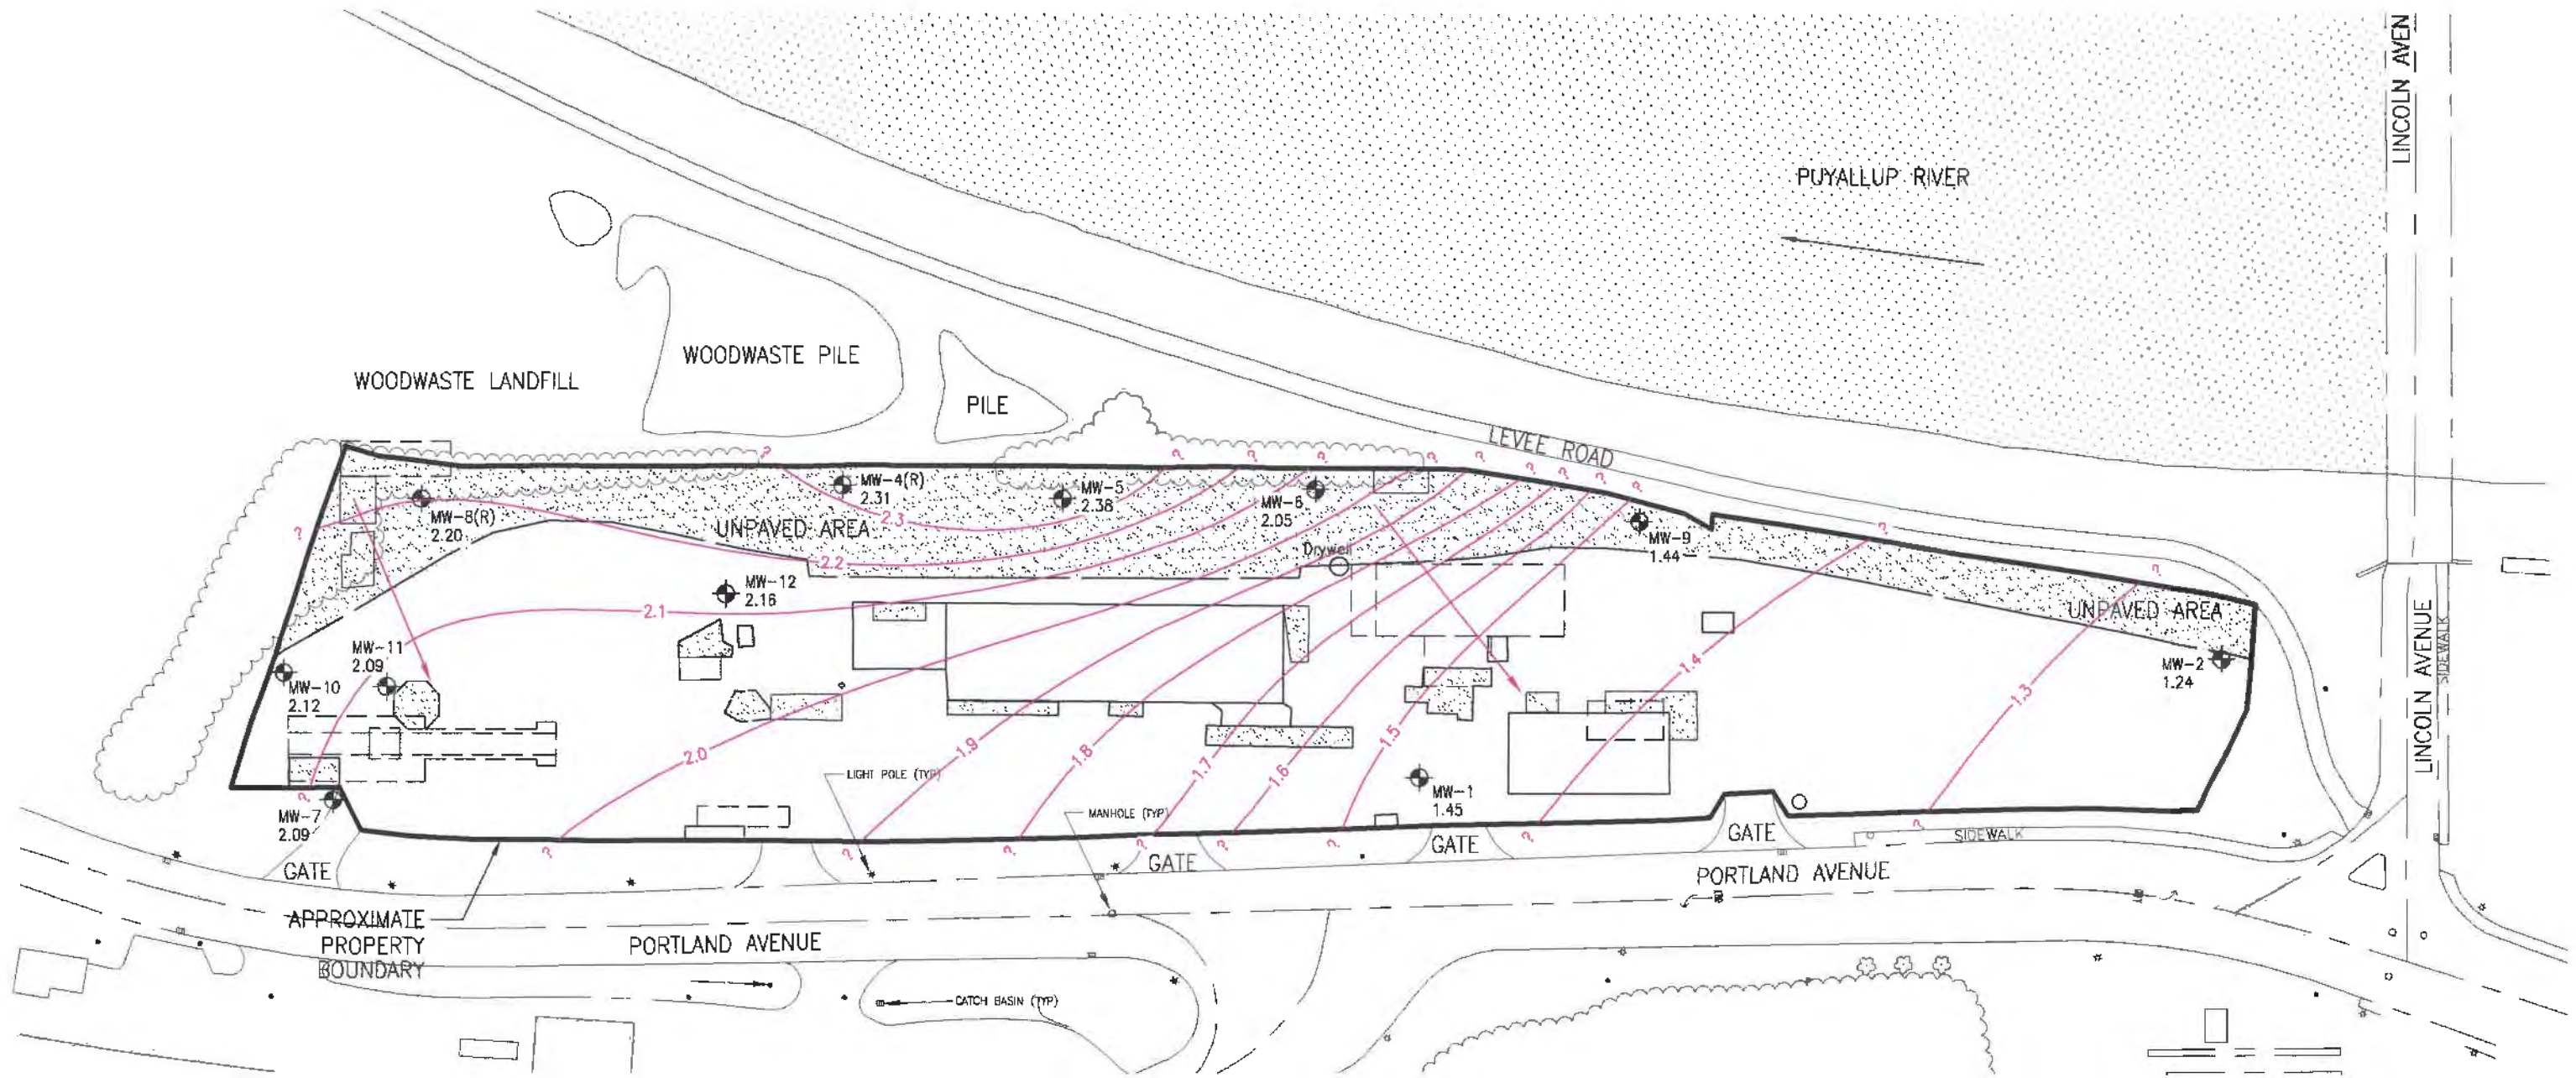 LINCOLN AVEN
PUYALLUP RIVER
WOODWASTE PILE
WOODWASTE LANDFILL
PILE
LEVEE ROAD
?
?
?
?
?
?
?
?
?
?
?
MW-4(R)
2.31
MW-5
2.38
MW-6
2.05
MW-8(R)
2.20
2.3
UNPAVED AREA
?
MW-9
1.44
Drywell
2.2
?
MW-12
2.16
2.1
UNPAVED AREA
MW-11
2.09
MW-10
2.12
1.4
MW-2
1.24
1.3
LINCOLN AVENUE
SIDEWALK
2.0
1.9
1.8
1.7
1.6
1.5
LIGHT POLE (TYP)
MW-1
1.45
?
MW-7
2.09
MANHOLE (TYP)
?
?
?
?
?
?
?
?
GATE
GATE
GATE
GATE
SIDEWALK
PORTLAND AVENUE
APPROXIMATE
PROPERTY
BOUNDARY
PORTLAND AVENUE
CATCH BASIN (TYP)